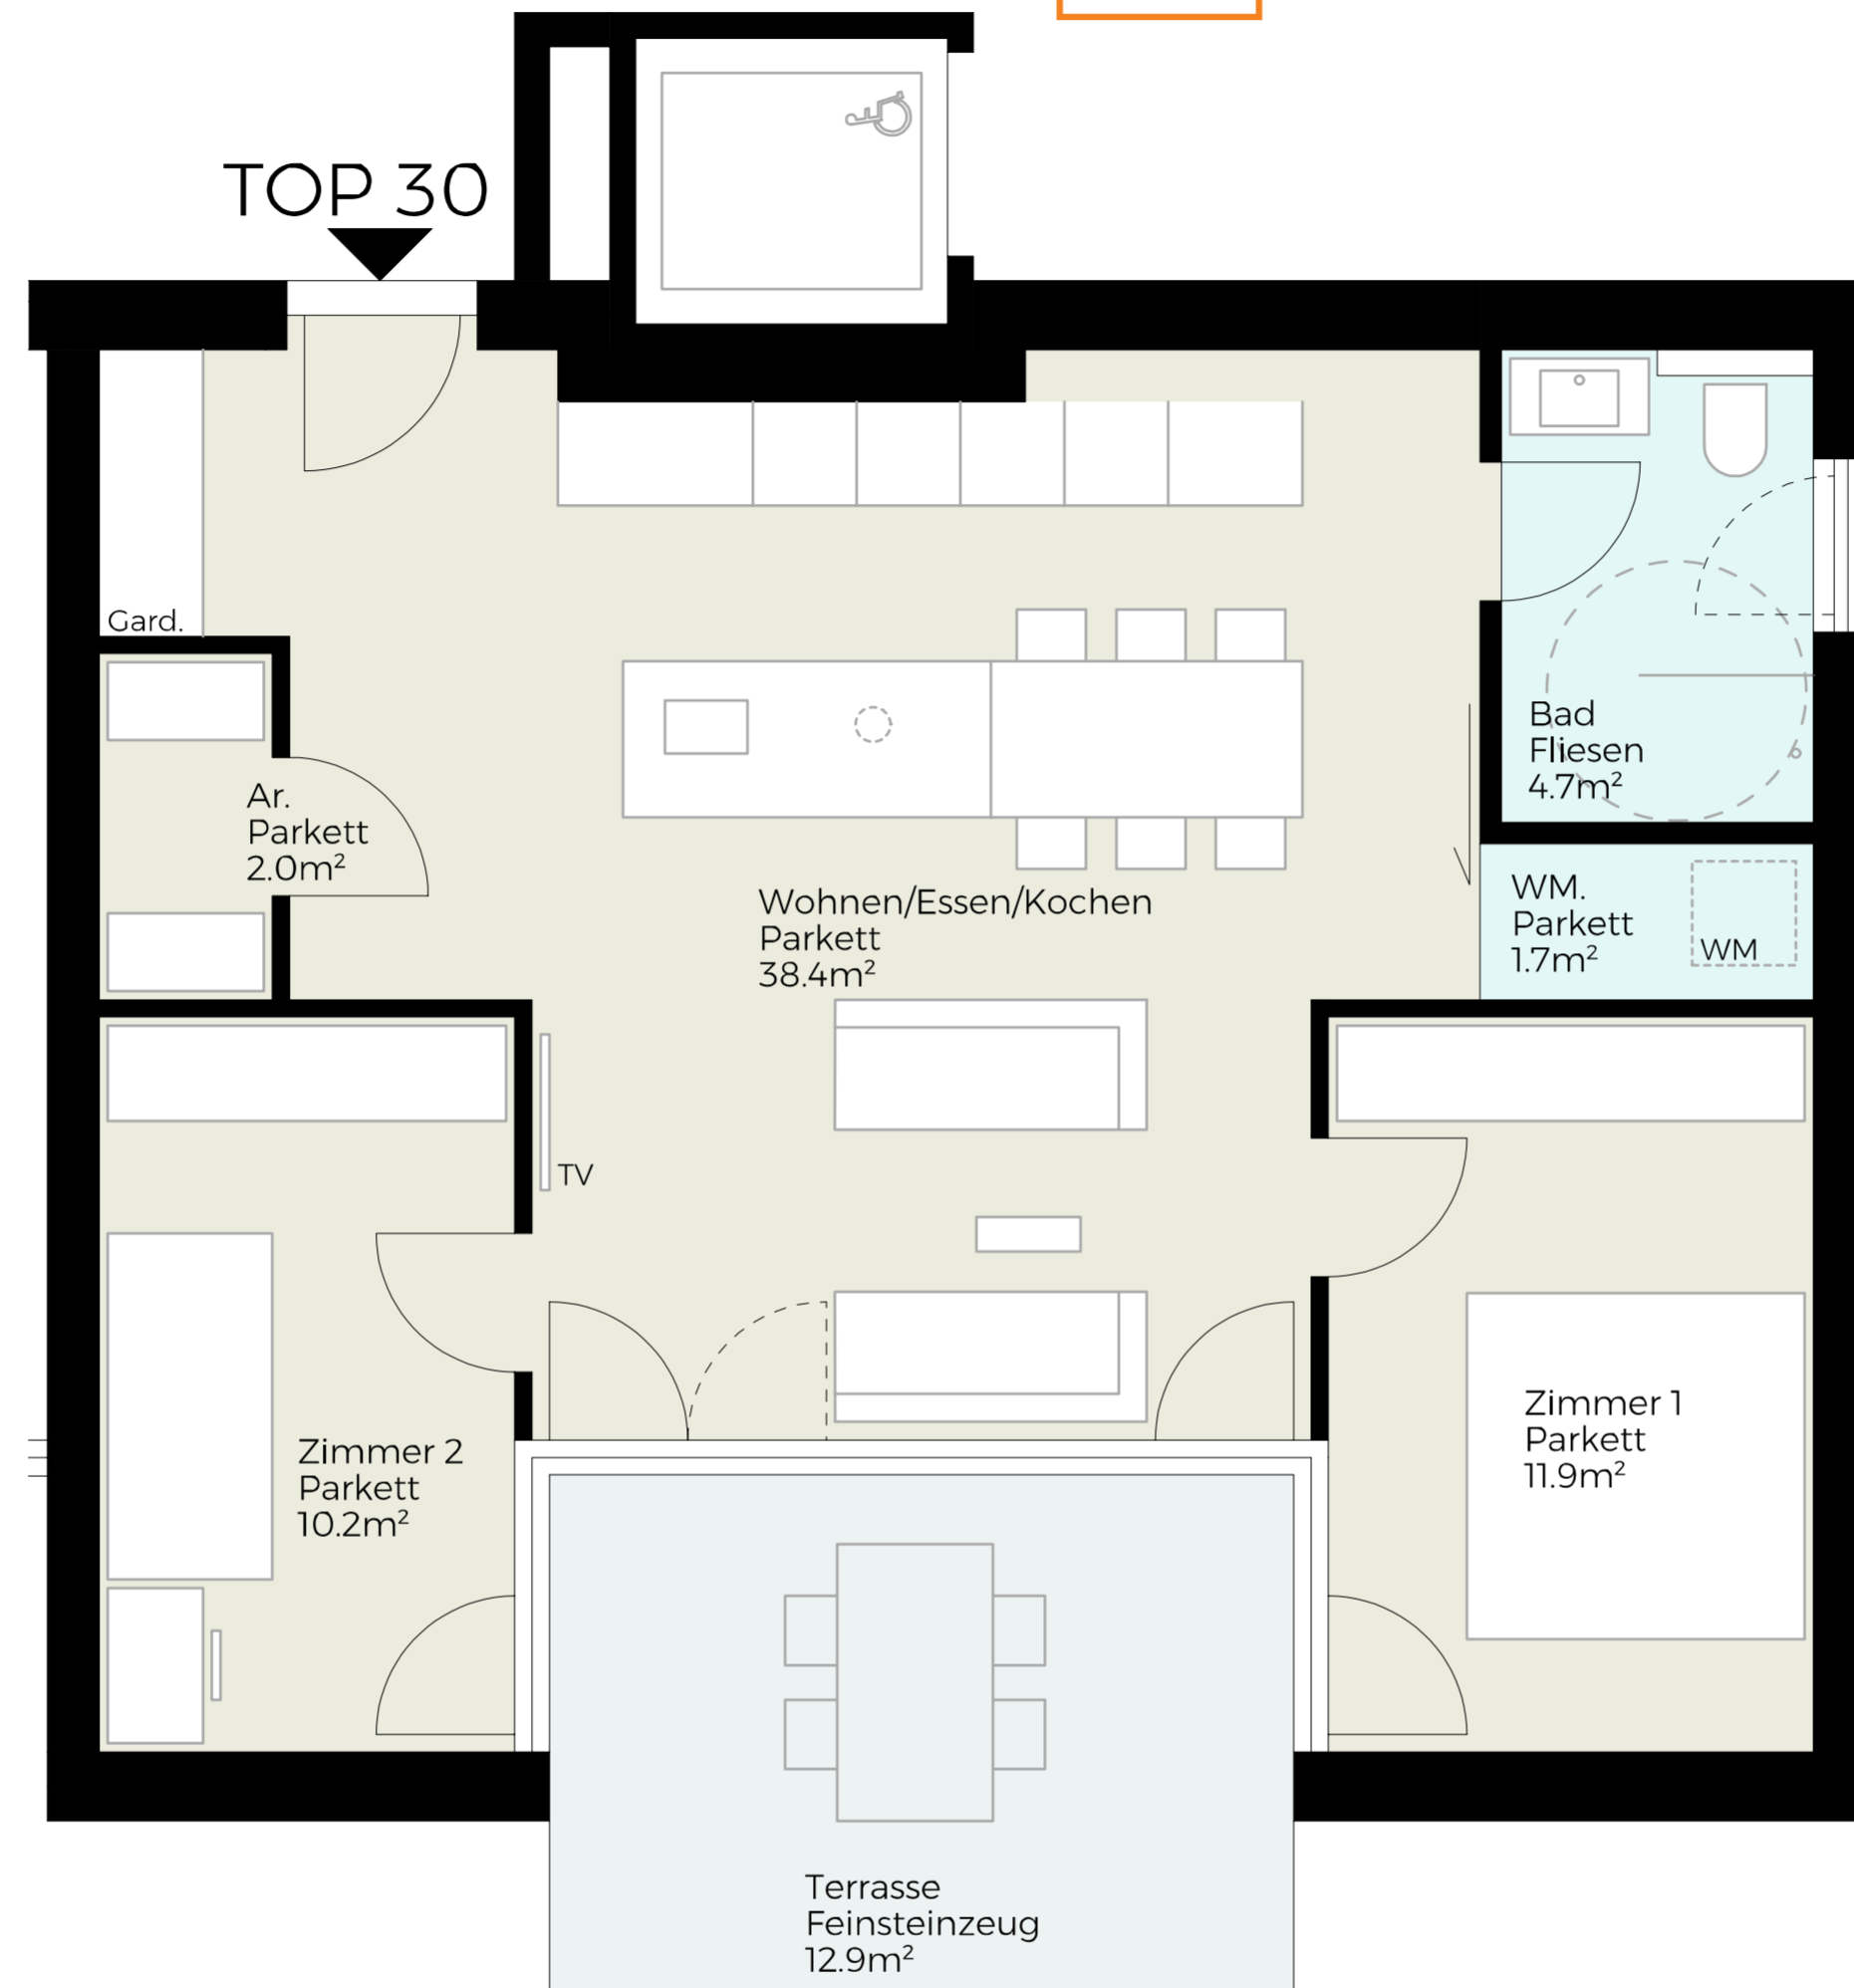 TOP 30
Gard.
Ar.
Parkett
2.0m²
Bad
Fliesen
4.7m²
Wohnen/Essen/Kochen
Parkett
38.4m²
WM.
Parkett
1.7m²
WM
TV
Zimmer 2
Parkett
10.2m²
Zimmer 1
Parkett
11.9m²
Terrasse
Feinsteinzeug
12.9m²